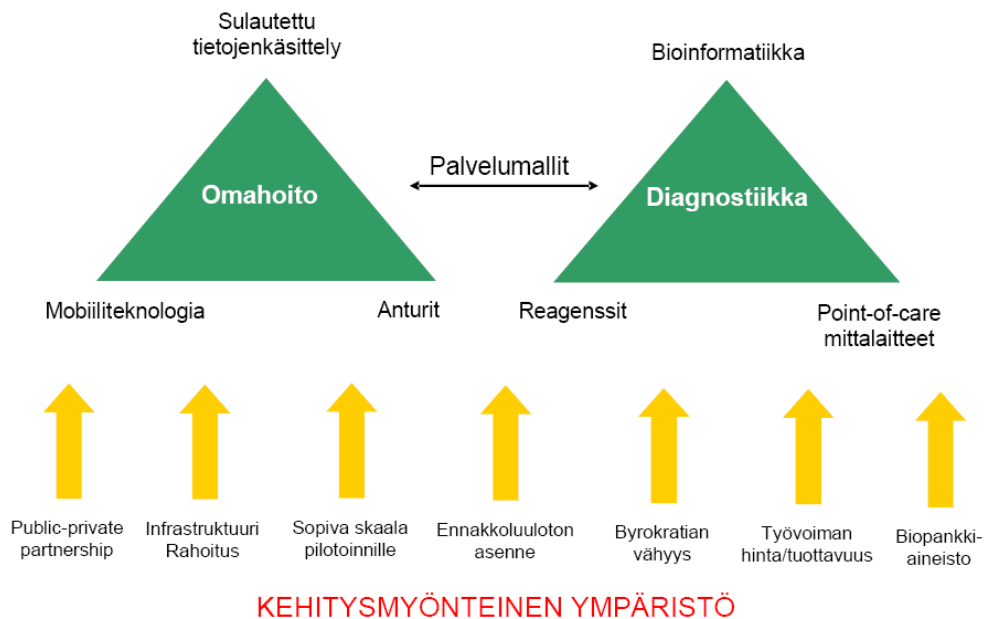 Sulautettu
tietojenkäsittely
Bioinformatiikka
Palvelumallit
Omahoito
Diagnostiikka
Mobiiliteknologia
Anturit
Reagenssit
Point-of-care
mittalaitteet
Public-private
partnership
Infrastruktuuri
Rahoitus
Sopiva skaala
pilotoinnille
Ennakkoluuloton
asenne
Byrokratian
vähyys
Työvoiman
hinta/tuottavuus
Biopankki-
aineisto
KEHITYSMYÖNTEINEN YMPÄRISTÖ